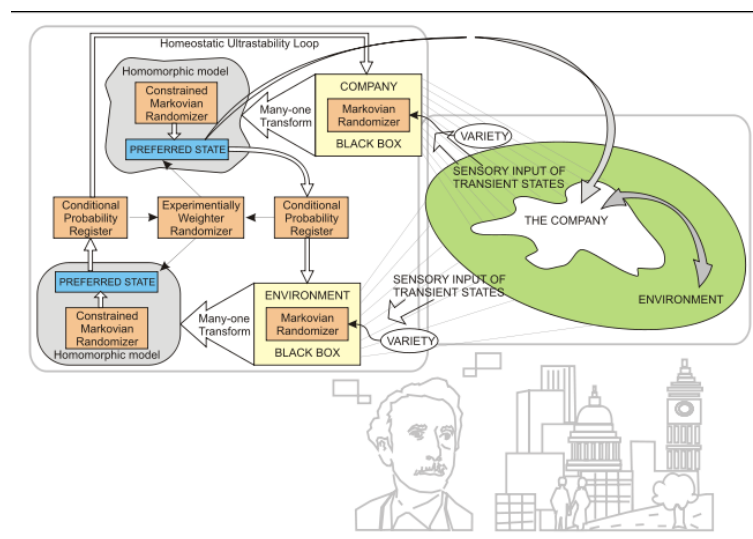 Homeostatic Ultrastability Loop
Homomorphic model
Constrained
Markovian
Randomizer
PREFERRED STATE
Many-one
Transform
COMPANY
Markovian
Randomizer
BLACK BOX
VARIETY
SENSORY INPUT OF
TRANSIENT STATES
THE COMPANY
ENVIRONMENT
Conditional
Probability
Register
Experimentially
Weighter
Randomizer
Conditional
Probability
Register
PREFERRED STATE
Constrained
Markovian
Randomizer
Homomorphic model
Many-one
Transform
ENVIRONMENT
Markovian
Randomizer
BLACK BOX
SENSORY INPUT OF
TRANSIENT STATES
VARIETY